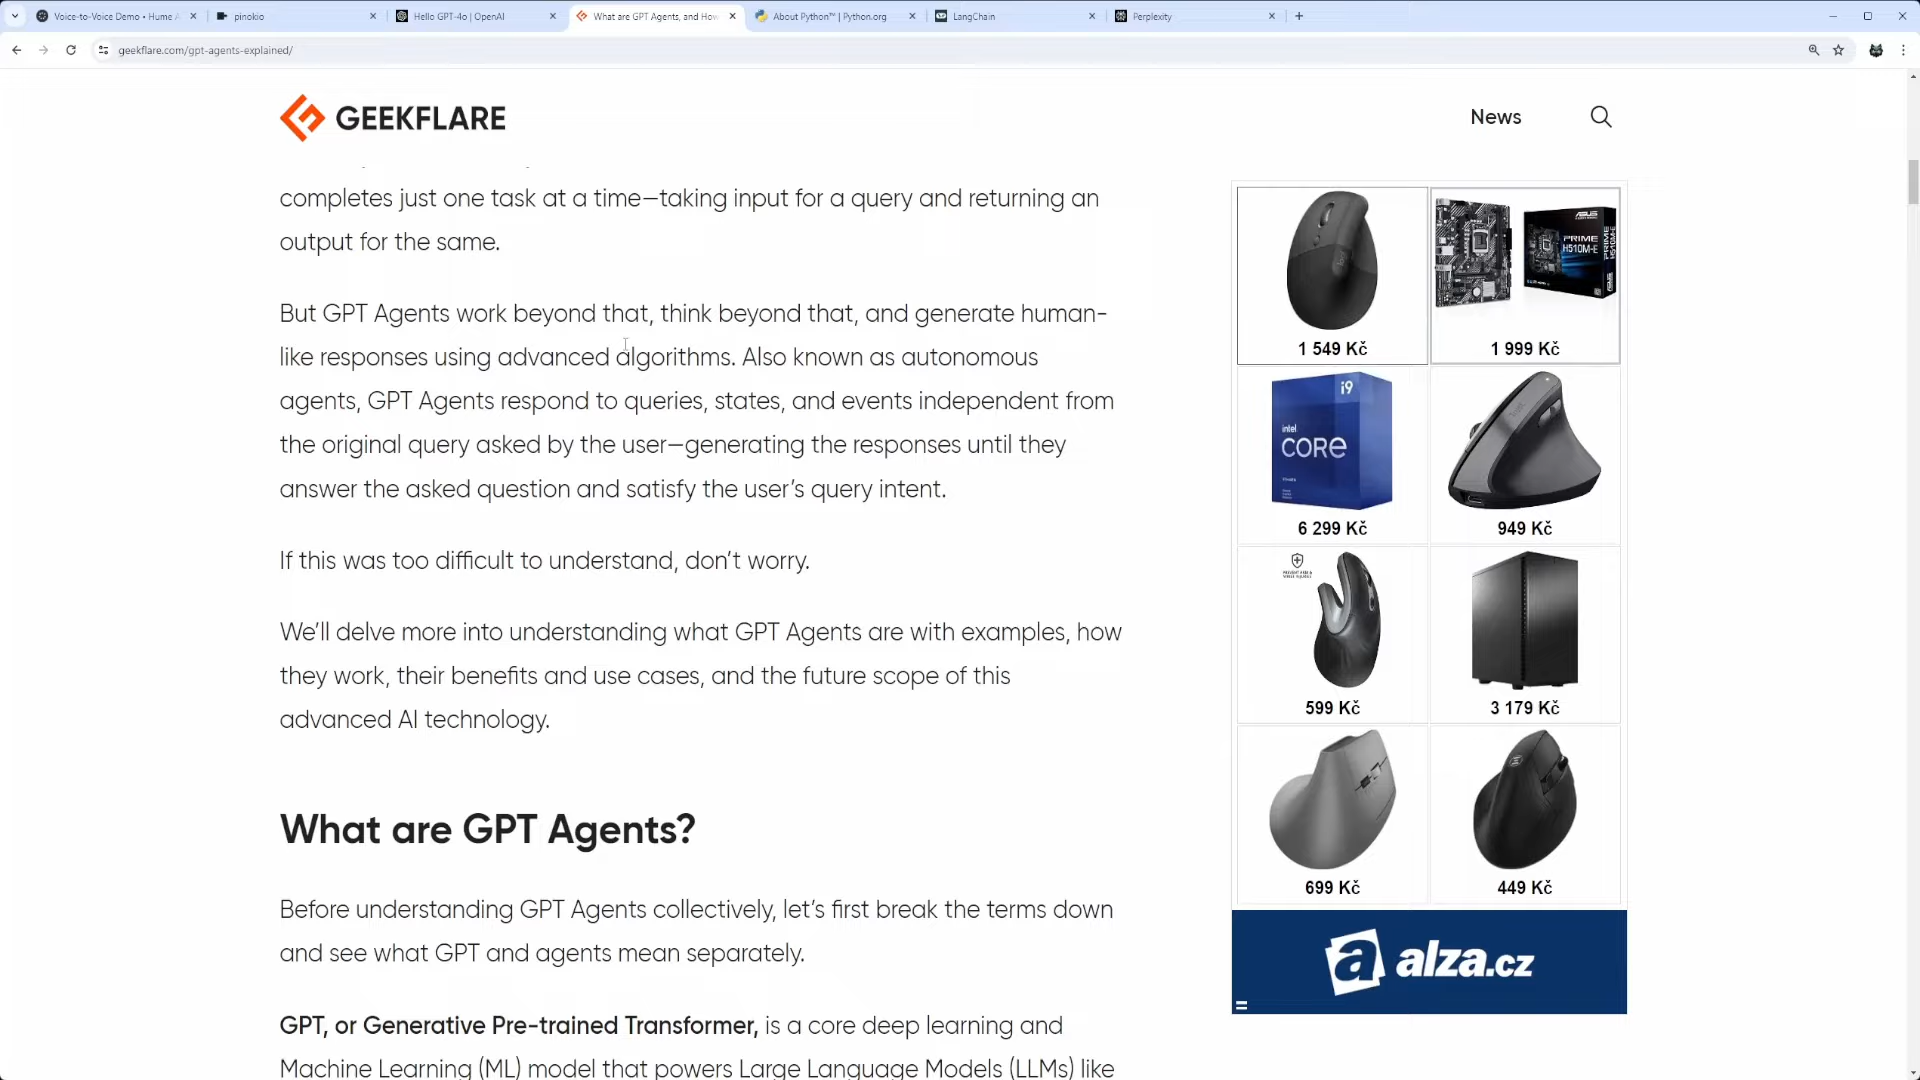 Voice-to-Voice Demo • Hume A
pinokio
Hello GPT-4o | OpenAI
What are GPT Agents, and How
About Python™ | Python.org
LangChain
Perplexity
geekflare.com/gpt-agents-explained/
GEEKFLARE
News
completes just one task at a time—taking input for a query and returning an
output for the same.
But GPT Agents work beyond that, think beyond that, and generate human-
like responses using advanced algorithms. Also known as autonomous
agents, GPT Agents respond to queries, states, and events independent from
the original query asked by the user—generating the responses until they
answer the asked question and satisfy the user’s query intent.
If this was too difficult to understand, don’t worry.
We’ll delve more into understanding what GPT Agents are with examples, how
they work, their benefits and use cases, and the future scope of this
advanced AI technology.
What are GPT Agents?
Before understanding GPT Agents collectively, let’s first break the terms down
and see what GPT and agents mean separately.
GPT, or Generative Pre-trained Transformer, is a core deep learning and
Machine Learning (ML) model that powers Large Language Models (LLMs) like
ASUS
PRIME
H510M-E
1 549 Kč
1 999 Kč
i9
intel
CORE
6 299 Kč
949 Kč
599 Kč
3 179 Kč
699 Kč
449 Kč
a alza.cz